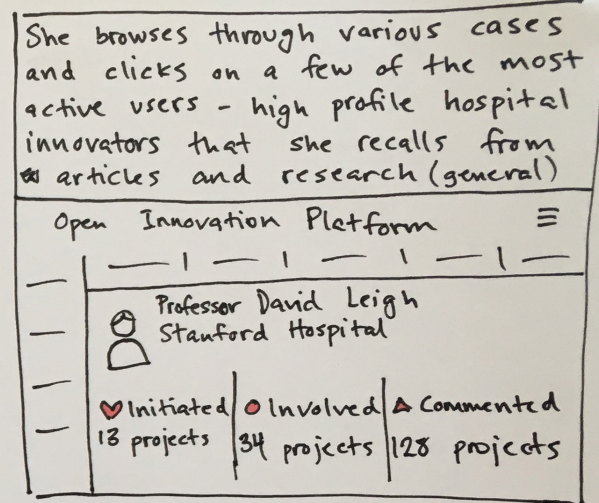 She browses through various cases
and clicks on a few of the most
active users - high profile hospital
innovators that she recalls from
articles and research (general)
Open Innovation Platform
Professor David Leigh
Stanford Hospital
Initiated
13 projects
Involved
34 projects
Commented
128 projects